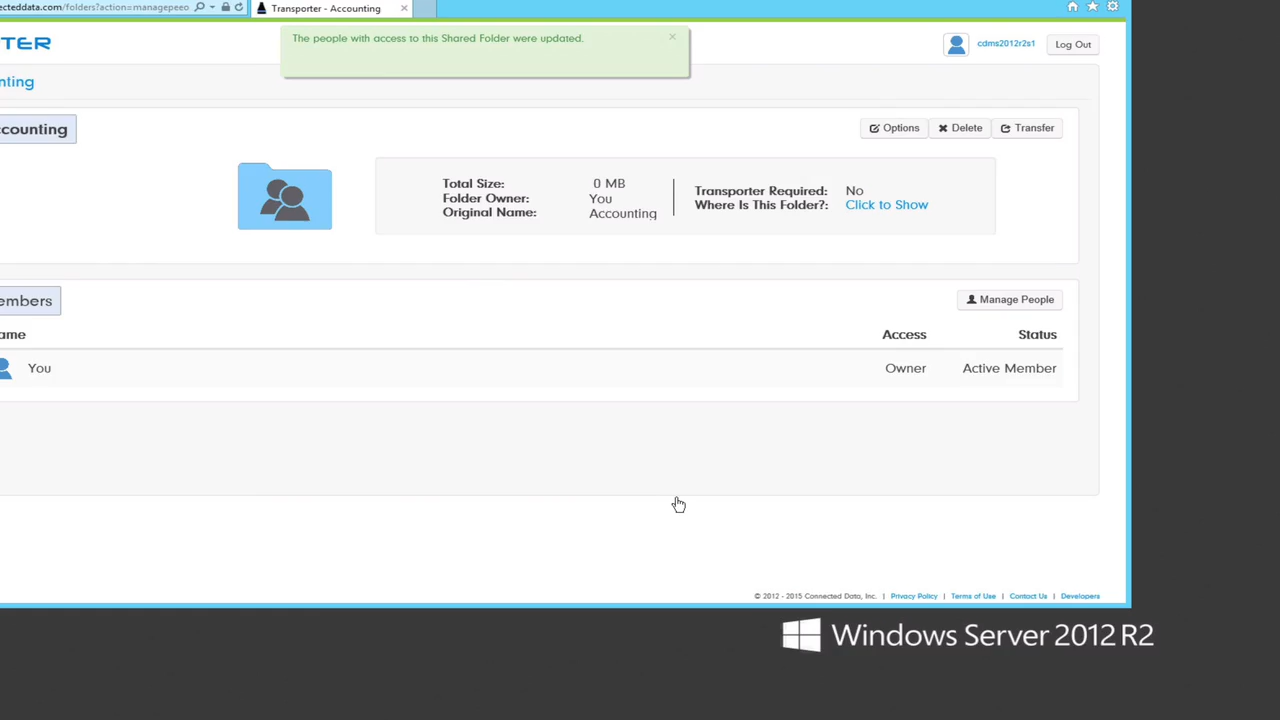 ecteddata.com/folders?action=managepeeo
Transporter - Accounting
The people with access to this Shared Folder were updated.
TER
cdms2012r2s1
Log Out
nting
ccounting
Options
Delete
Transfer
Total Size: 0 MB
Folder Owner: You
Original Name: Accounting
Transporter Required: No
Where Is This Folder?: Click to Show
embers
Manage People
ame Access Status
You Owner Active Member
© 2012 - 2015 Connected Data, Inc. | Privacy Policy | Terms of Use | Contact Us | Developers
Windows Server 2012 R2